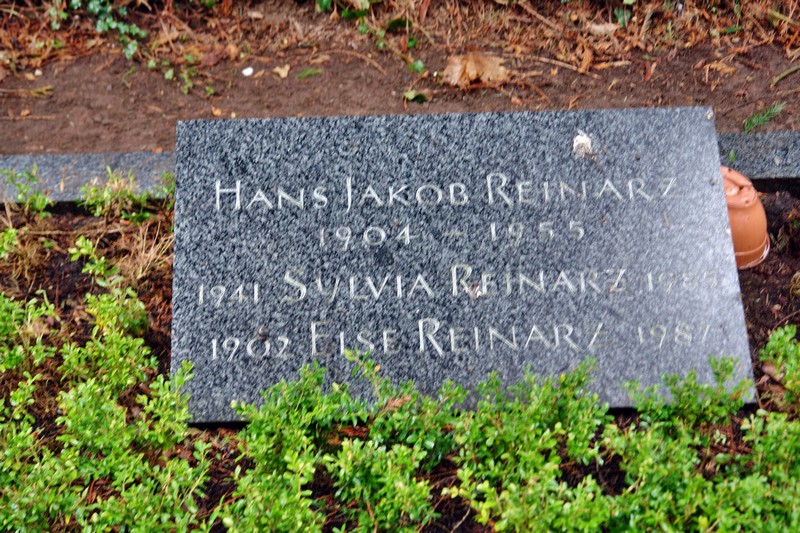 Hans Jakob Reinarz
1904 – 1955
1941 Sylvia Reinarz
1902 Else Reinarz 1987